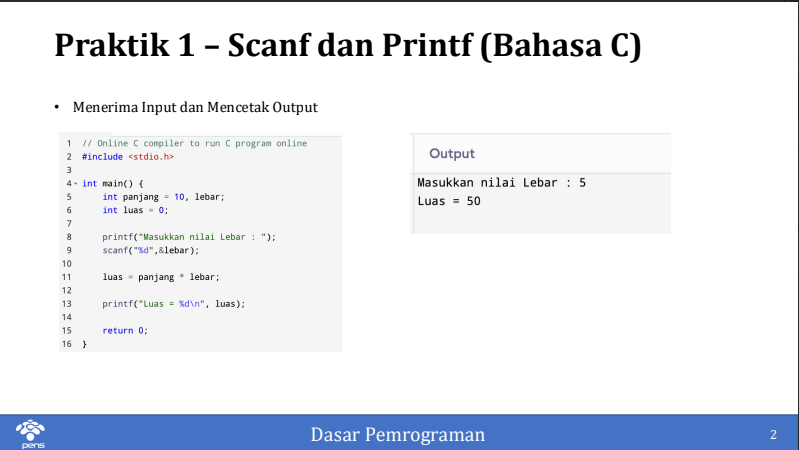 Praktik 1 – Scanf dan Printf (Bahasa C)
• Menerima Input dan Mencetak Output
1 // Online C compiler to run C program online
2 #include <stdio.h>
3
4 int main() {
5 int panjang = 10, lebar;
6 int luas = 0;
7
8 printf("Masukkan nilai Lebar : ");
9 scanf("%d",&lebar);
10
11 luas = panjang * lebar;
12
13 printf("Luas = %d\n", luas);
14
15 return 0;
16 }
Output
Masukkan nilai Lebar : 5
Luas = 50
pens
Dasar Pemrograman
2